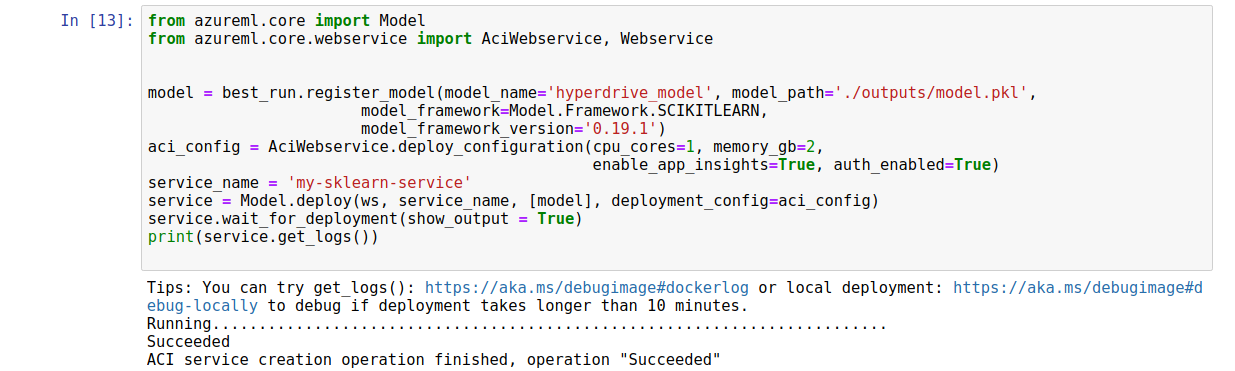 In [13]:
from azureml.core import Model
from azureml.core.webservice import AciWebservice, Webservice
model = best_run.register_model(model_name='hyperdrive_model', model_path='./outputs/model.pkl',
model_framework=Model.Framework.SCIKITLEARN,
model_framework_version='0.19.1')
aci_config = AciWebservice.deploy_configuration(cpu_cores=1, memory_gb=2,
enable_app_insights=True, auth_enabled=True)
service_name = 'my-sklearn-service'
service = Model.deploy(ws, service_name, [model], deployment_config=aci_config)
service.wait_for_deployment(show_output = True)
print(service.get_logs())
Tips: You can try get_logs(): https://aka.ms/debugimage#dockerlog or local deployment: https://aka.ms/debugimage#d
ebug-locally to debug if deployment takes longer than 10 minutes.
Running.........................................................................
Succeeded
ACI service creation operation finished, operation "Succeeded"